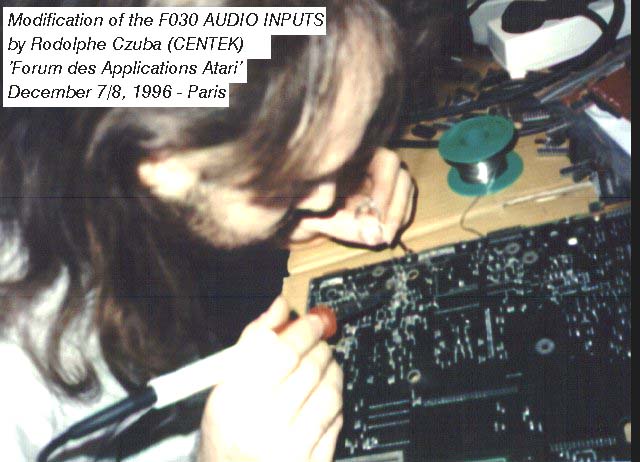 Modification of the F030 AUDIO INPUTS
by Rodolphe Czuba (CENTEK)
'Forum des Applications Atari'
December 7/8, 1996 - Paris